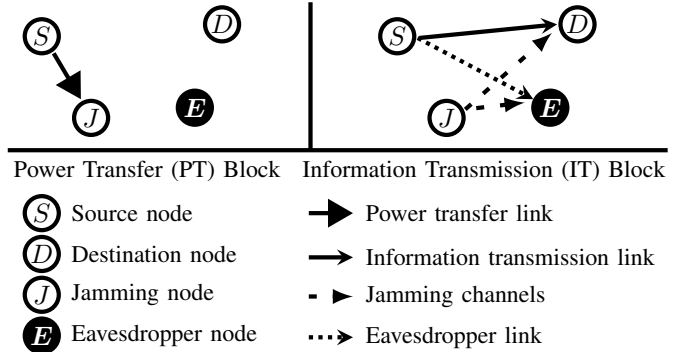 S D S D
J E J E
Power Transfer (PT) Block Information Transmission (IT) Block
S Source node Power transfer link
D Destination node Information transmission link
J Jamming node Jamming channels
E Eavesdropper node Eavesdropper link